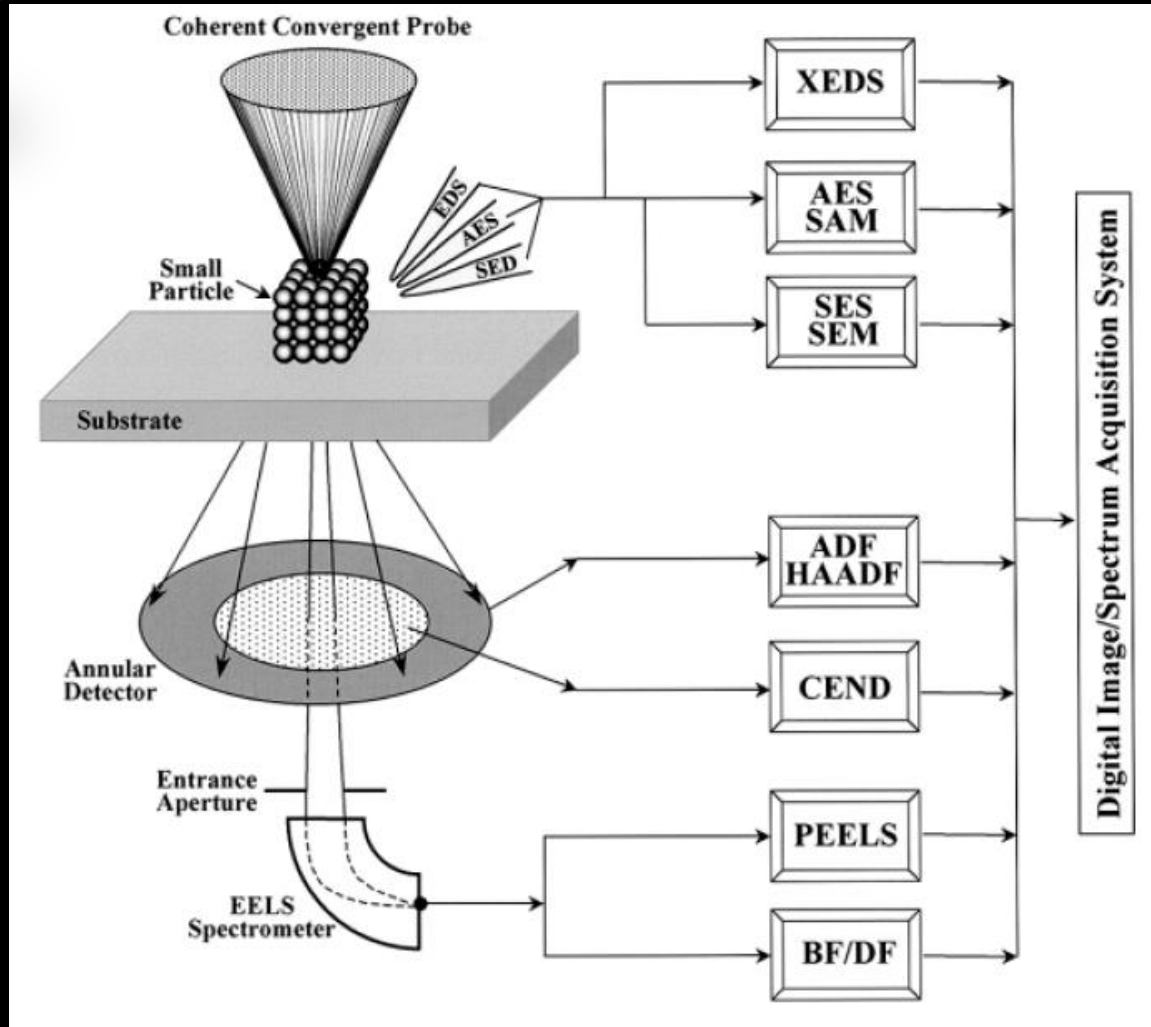 Coherent Convergent Probe
XEDS
EDS
AES
SED
AES
SAM
Small
Particle
SES
SEM
Substrate
Digital Image/Spectrum Acquisition System
ADF
HAADF
Annular
Detector
CEND
Entrance
Aperture
PEELS
EELS
Spectrometer
BF/DF